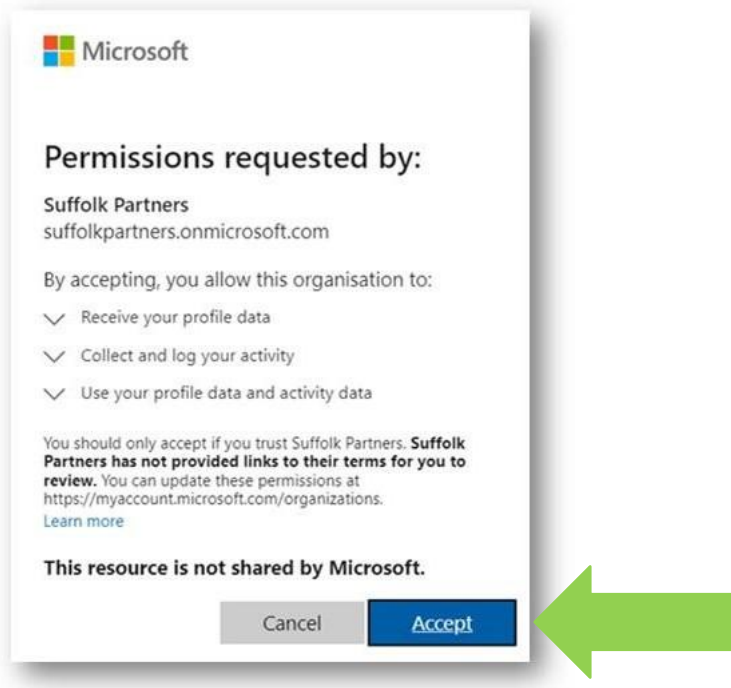 Microsoft
Permissions requested by:
Suffolk Partners
suffolkpartners.onmicrosoft.com
By accepting, you allow this organisation to:
Receive your profile data
Collect and log your activity
Use your profile data and activity data
You should only accept if you trust Suffolk Partners. Suffolk
Partners has not provided links to their terms for you to
review. You can update these permissions at
https://myaccount.microsoft.com/organizations.
Learn more
This resource is not shared by Microsoft.
Cancel Accept